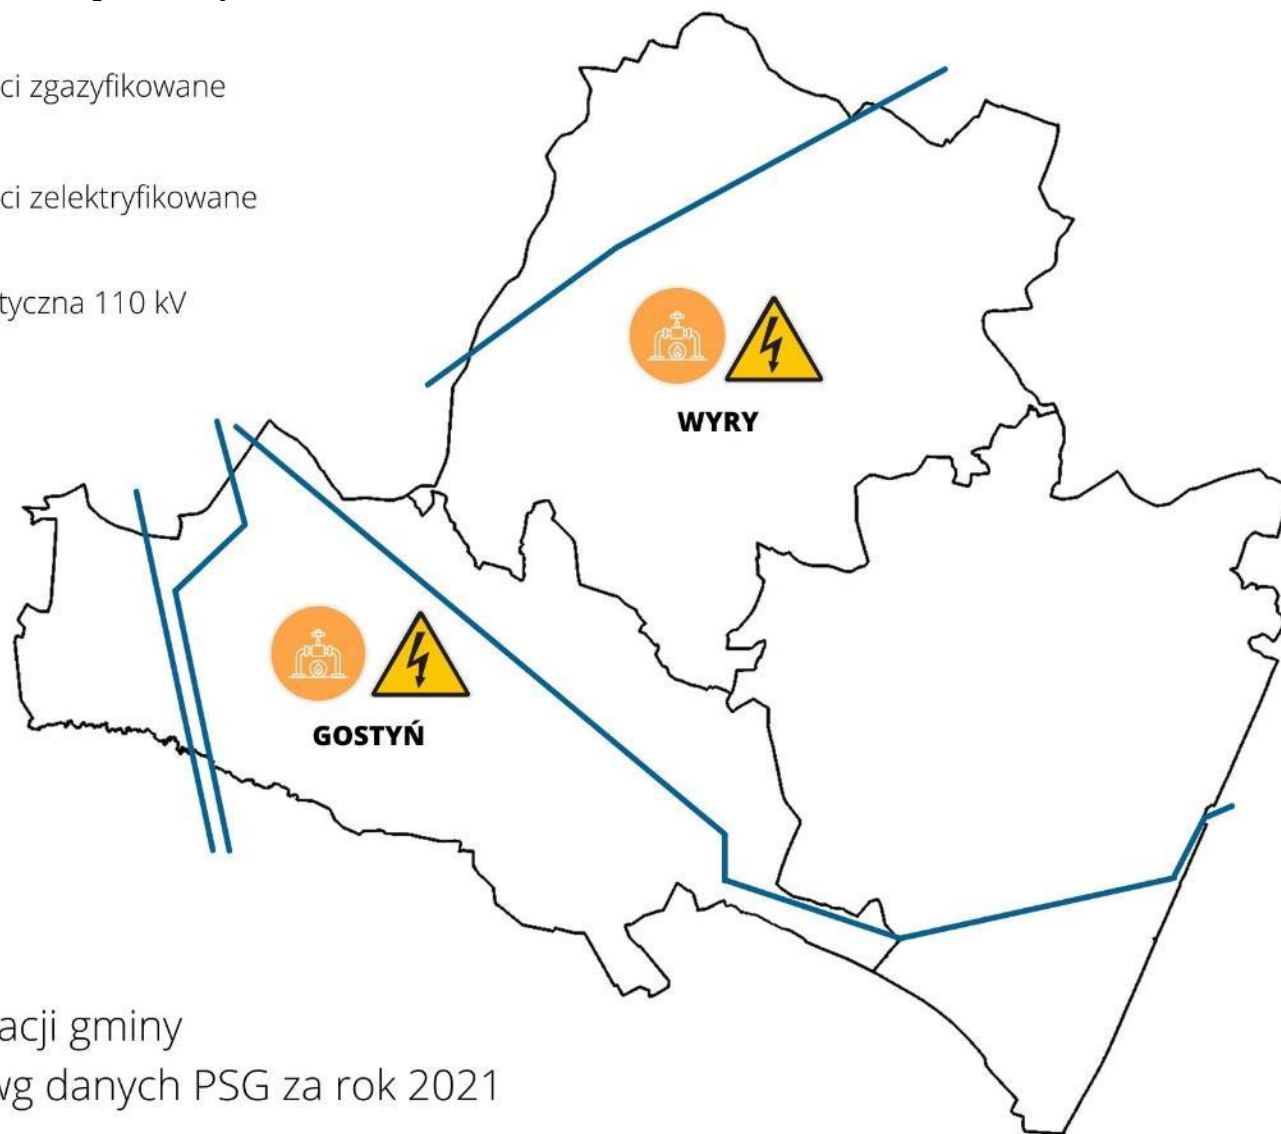 ci zgazyfikowane
ci zelektryfikowane
tyczna 110 kV
WYRY
GOSTYŃ
acji gminy
wg danych PSG za rok 2021